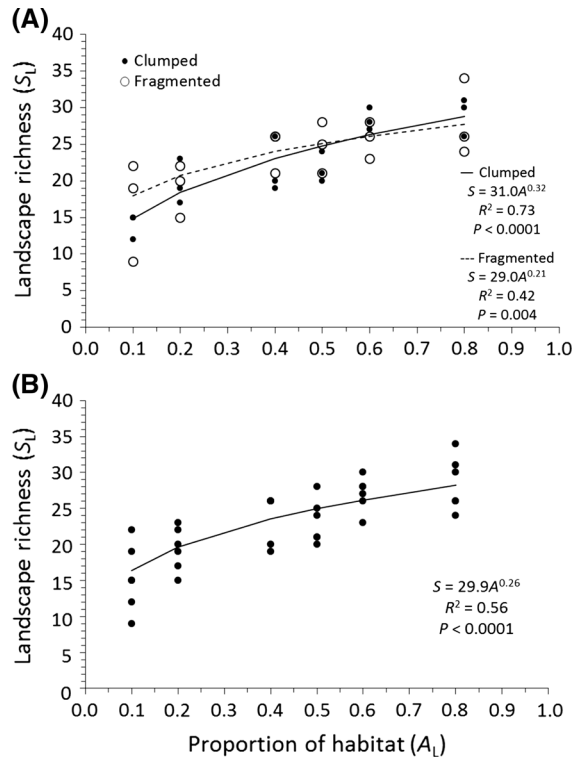 (A)
40
35
30
25
20
15
10
5
0
Landscape richness (SL)
Clumped
Fragmented
Clumped
S = 31.0A0.32
R2 = 0.73
P < 0.0001
Fragmented
S = 29.0A0.21
R2 = 0.42
P = 0.004
0.0 0.1 0.2 0.3 0.4 0.5 0.6 0.7 0.8 0.9 1.0
(B)
40
35
30
25
20
15
10
5
0
Landscape richness (SL)
S = 29.9A0.26
R2 = 0.56
P < 0.0001
0.0 0.1 0.2 0.3 0.4 0.5 0.6 0.7 0.8 0.9 1.0
Proportion of habitat (AL)